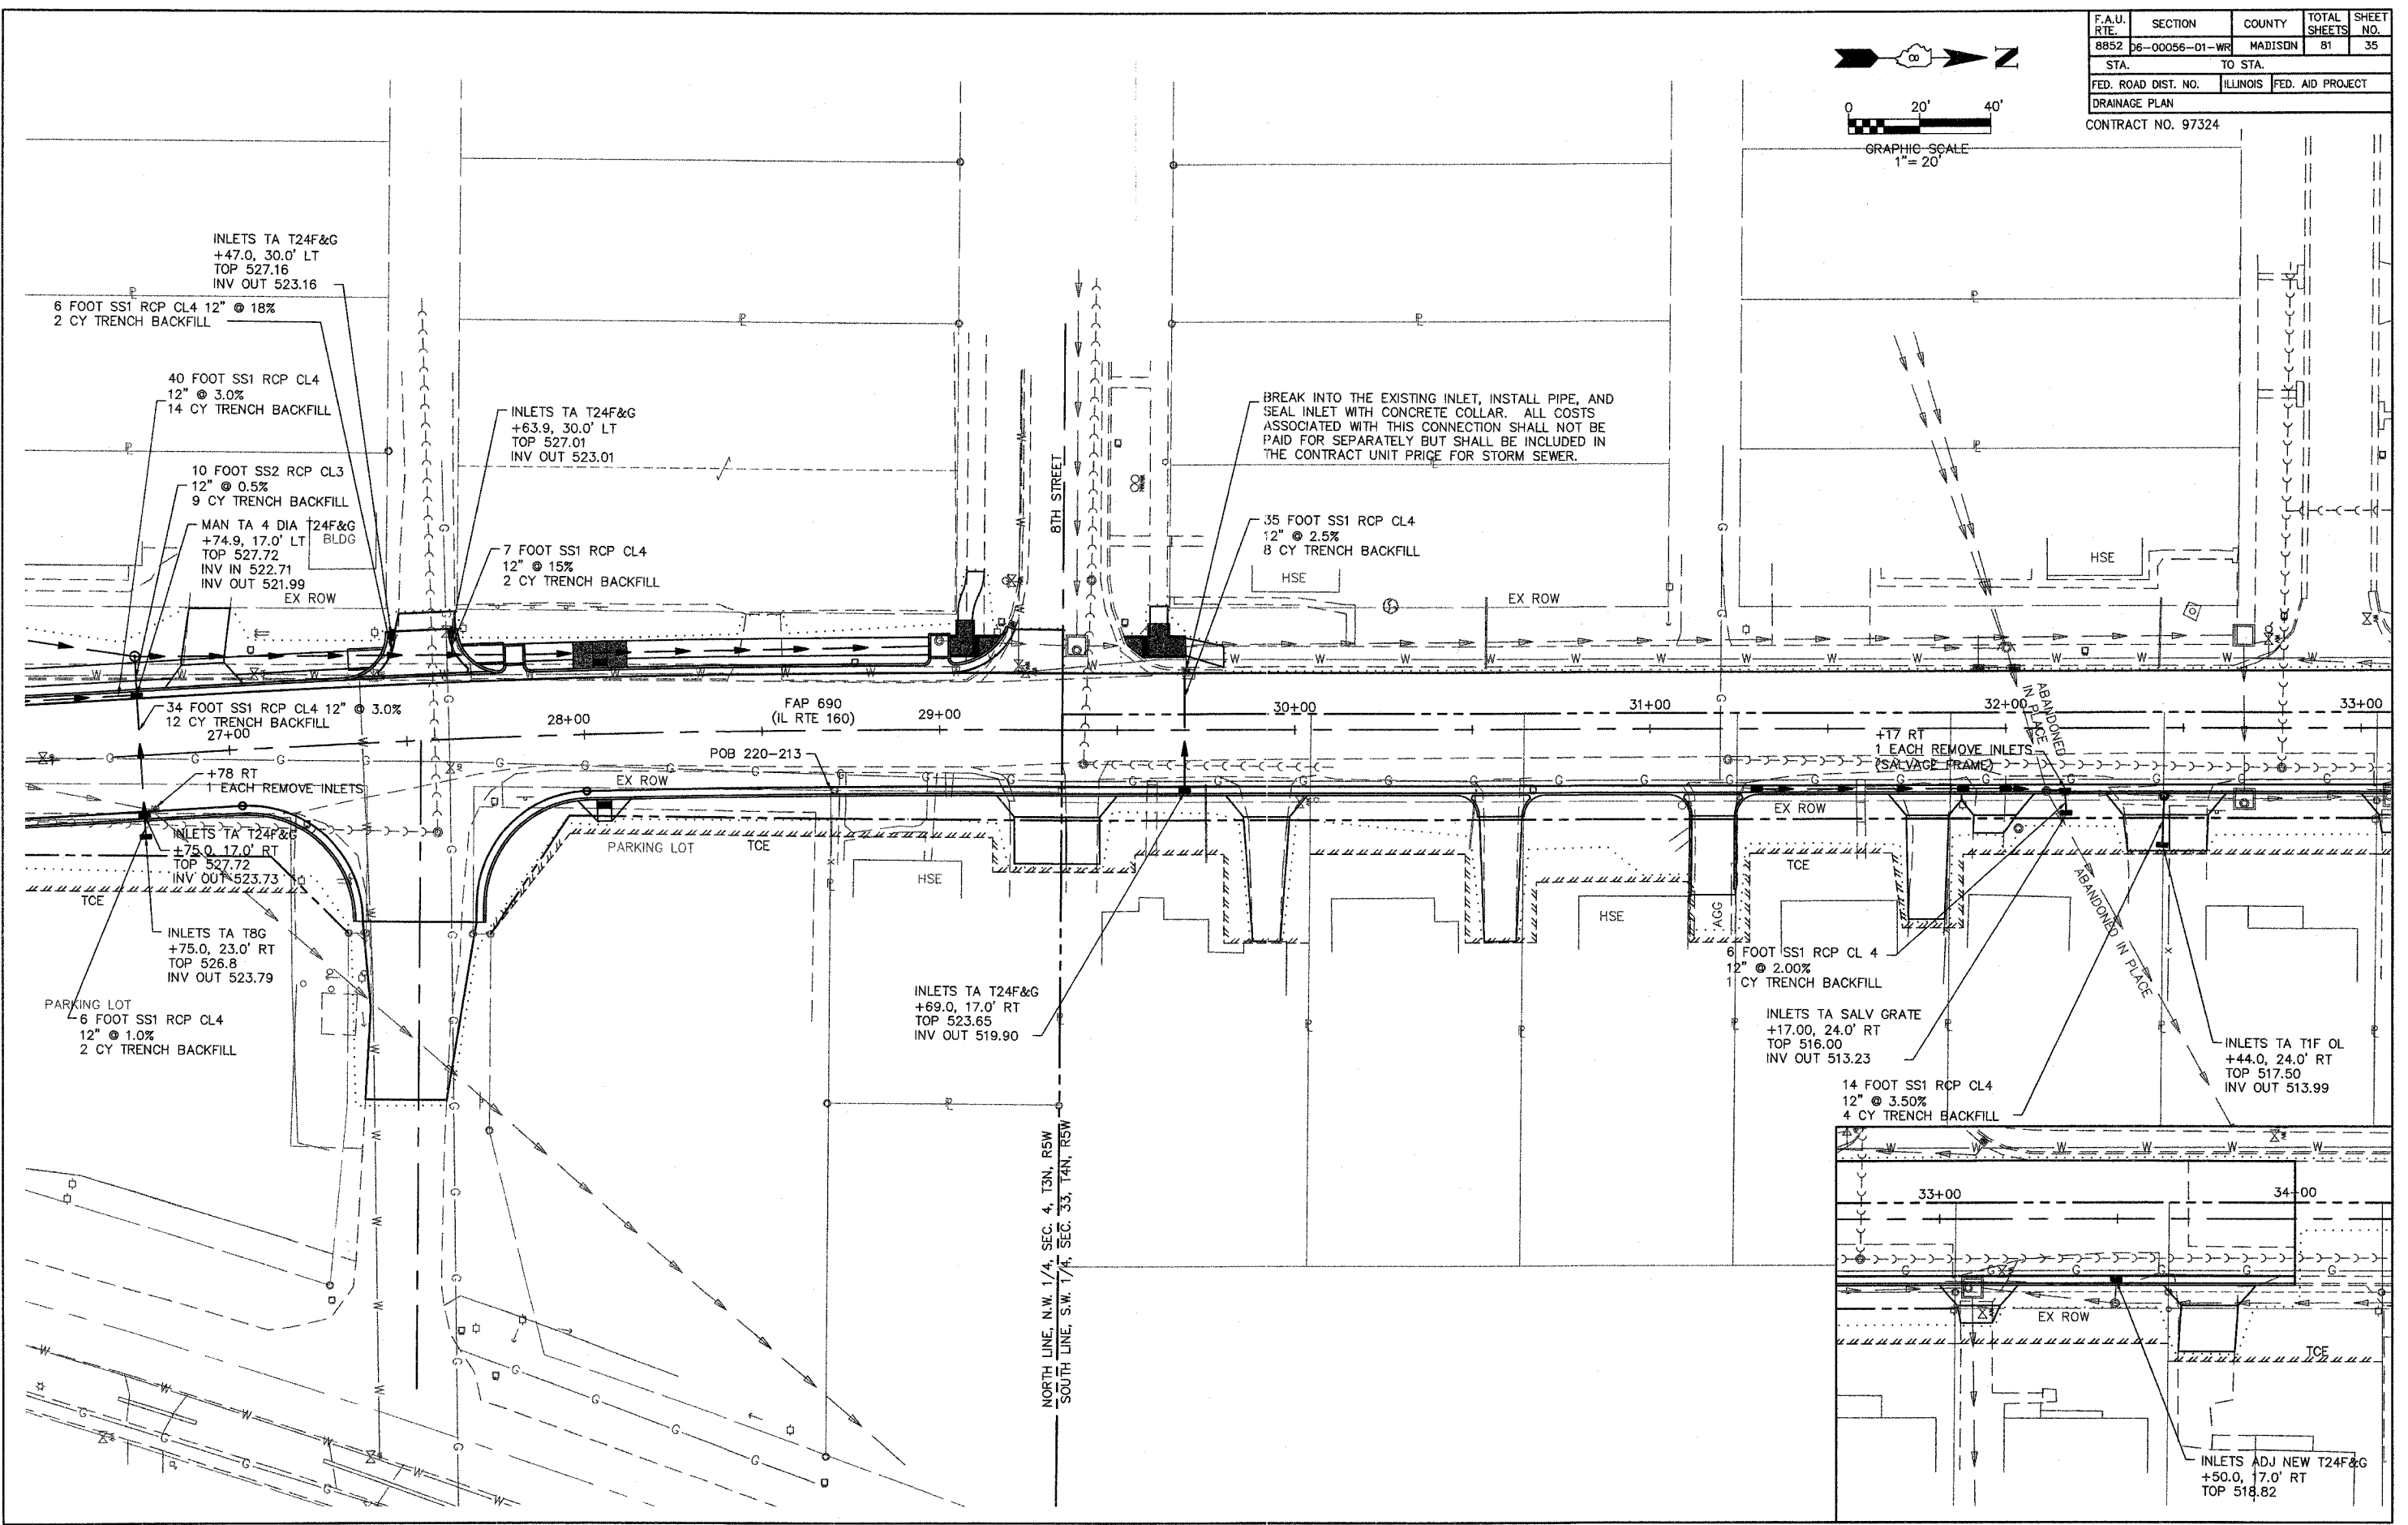 F.A.U. RTE. SECTION COUNTY TOTAL SHEETS SHEET NO.
8852 06-00056-01-WR MADISON 81 35
STA. TO STA.
FED. ROAD DIST. NO. ILLINOIS FED. AID PROJECT
DRAINAGE PLAN
CONTRACT NO. 97324
N
0 20' 40'
GRAPHIC SCALE
1"= 20'
INLETS TA T24F&G
+47.0, 30.0' LT
TOP 527.16
INV OUT 523.16
6 FOOT SS1 RCP CL4 12" @ 18%
2 CY TRENCH BACKFILL
40 FOOT SS1 RCP CL4
12" @ 3.0%
14 CY TRENCH BACKFILL
10 FOOT SS2 RCP CL3
12" @ 0.5%
9 CY TRENCH BACKFILL
MAN TA 4 DIA T24F&G
+74.9, 17.0' LT
TOP 527.72
INV IN 522.71
INV OUT 521.99
BLDG
EX ROW
INLETS TA T24F&G
+63.9, 30.0' LT
TOP 527.01
INV OUT 523.01
7 FOOT SS1 RCP CL4
12" @ 15%
2 CY TRENCH BACKFILL
8TH STREET
BREAK INTO THE EXISTING INLET, INSTALL PIPE, AND
SEAL INLET WITH CONCRETE COLLAR. ALL COSTS
ASSOCIATED WITH THIS CONNECTION SHALL NOT BE
PAID FOR SEPARATELY BUT SHALL BE INCLUDED IN
THE CONTRACT UNIT PRICE FOR STORM SEWER.
35 FOOT SS1 RCP CL4
12" @ 2.5%
8 CY TRENCH BACKFILL
HSE
EX ROW
HSE
34 FOOT SS1 RCP CL4 12" @ 3.0%
12 CY TRENCH BACKFILL
27+00
28+00
FAP 690
(IL RTE 160)
29+00
30+00
31+00
32+00
33+00
ABANDONED
IN PLACE
+17 RT
1 EACH REMOVE INLETS
(SALVAGE FRAME)
POB 220-213
EX ROW
+78 RT
1 EACH REMOVE INLETS
EX ROW
INLETS TA T24F&G
+75.0, 17.0' RT
TOP 527.72
INV OUT 523.73
TCE
PARKING LOT
TCE
HSE
HSE
AGG
TCE
ABANDONED IN PLACE
INLETS TA T8G
+75.0, 23.0' RT
TOP 526.8
INV OUT 523.79
PARKING LOT
6 FOOT SS1 RCP CL4
12" @ 1.0%
2 CY TRENCH BACKFILL
INLETS TA T24F&G
+69.0, 17.0' RT
TOP 523.65
INV OUT 519.90
6 FOOT SS1 RCP CL 4
12" @ 2.00%
1 CY TRENCH BACKFILL
INLETS TA SALV GRATE
+17.00, 24.0' RT
TOP 516.00
INV OUT 513.23
14 FOOT SS1 RCP CL4
12" @ 3.50%
4 CY TRENCH BACKFILL
INLETS TA T1F OL
+44.0, 24.0' RT
TOP 517.50
INV OUT 513.99
NORTH LINE, N.W. 1/4, SEC. 4, T3N, R5W
SOUTH LINE, S.W. 1/4, SEC. 33, T4N, R5W
33+00
34+00
EX ROW
TCE
INLETS ADJ NEW T24F&G
+50.0, 17.0' RT
TOP 518.82